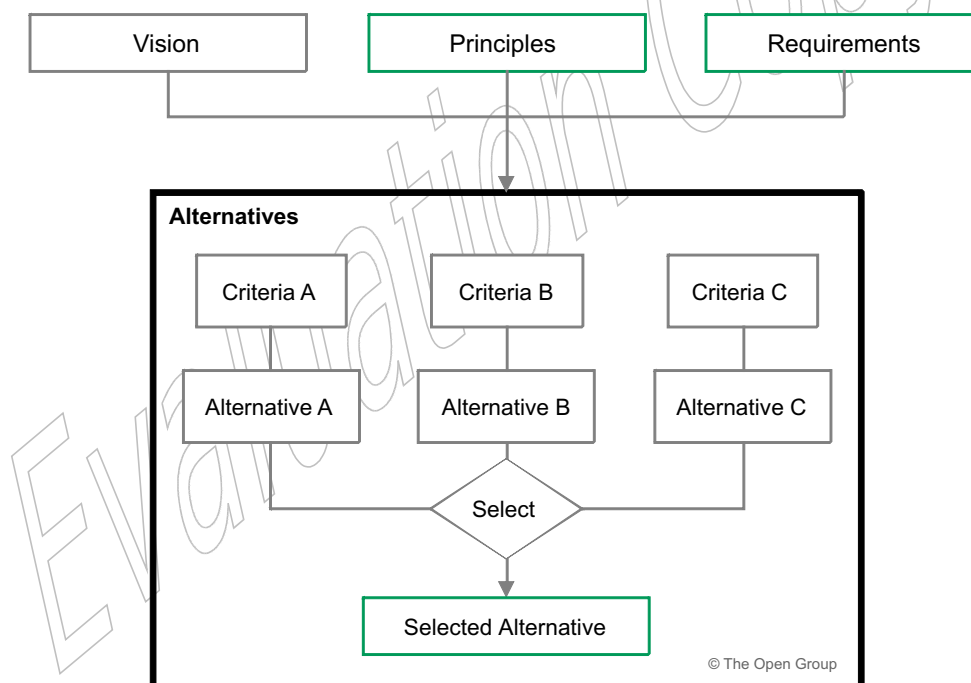 Vision
Principles
Requirements
Alternatives
Criteria A
Criteria B
Criteria C
Alternative A
Alternative B
Alternative C
Select
Selected Alternative
© The Open Group
Evaluation Copy